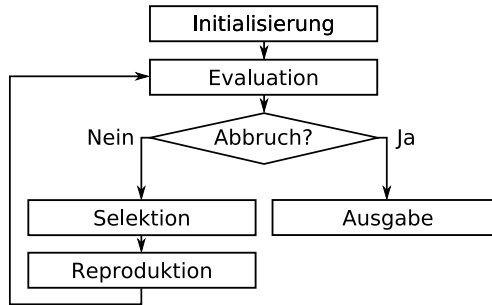 Initialisierung
Evaluation
Nein
Abbruch?
Ja
Selektion
Ausgabe
Reproduktion